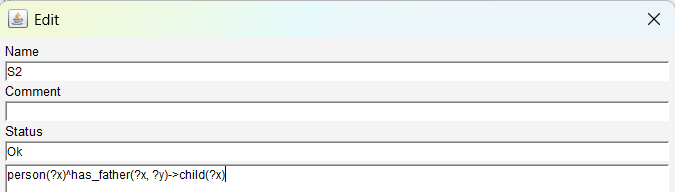 Edit
Name
S2
Comment
Status
Ok
person(?x)^has_father(?x, ?y)->child(?x)